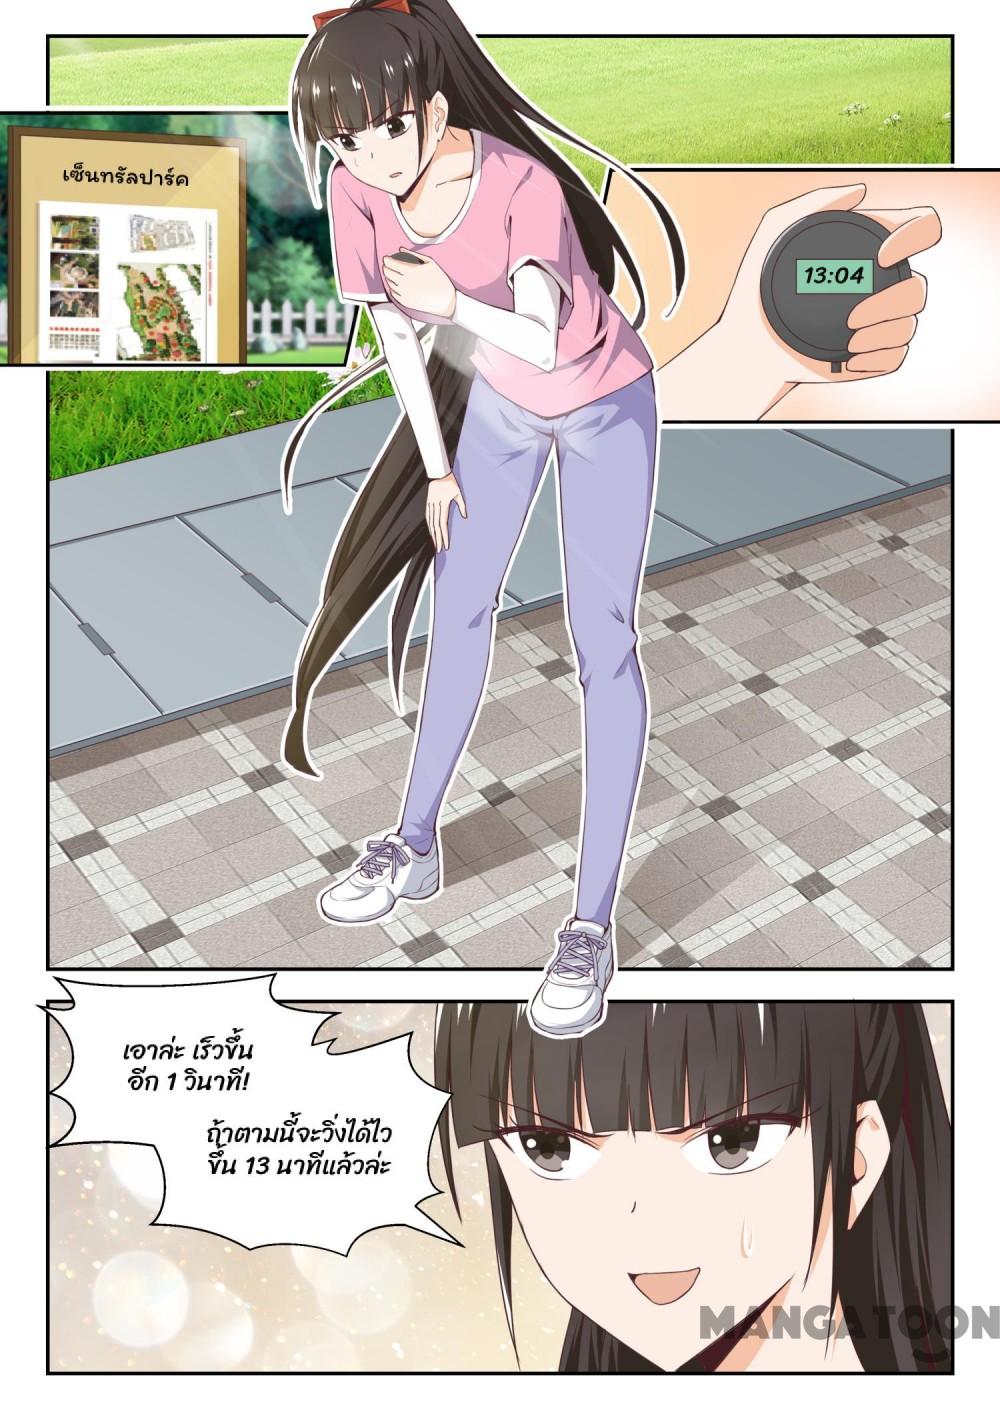 เซ็นทรัลปาร์ค
13:04
เอาล่ะ เร็วขึ้น
อีก 1 วินาที!
ถ้าตามนี้จะวิ่งได้ไว
ขึ้น 13 นาทีแล้วล่ะ
MANGATOON